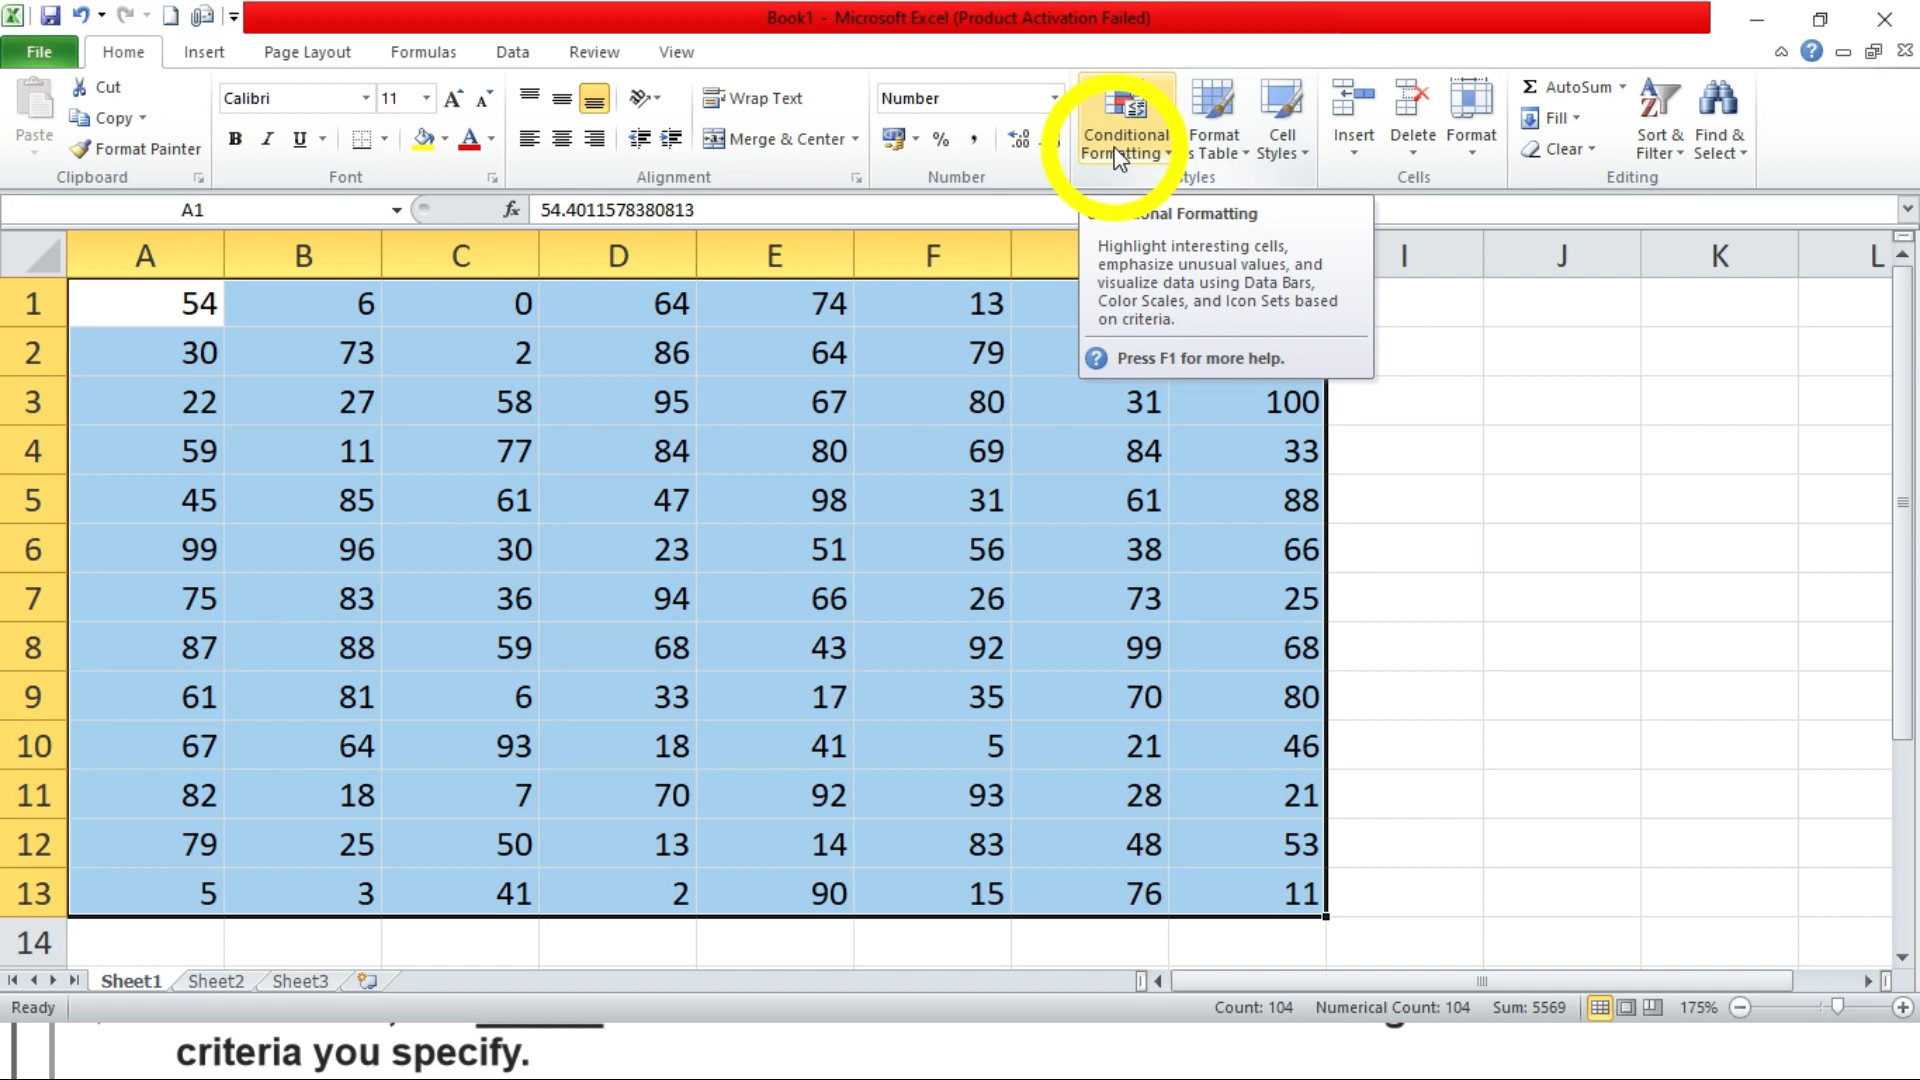 Book1 - Microsoft Excel (Product Activation Failed)
File Home Insert Page Layout Formulas Data Review View
Paste
Cut
Copy
Format Painter
Clipboard
Calibri 11
B I U A
Font
Wrap Text
Merge & Center
Alignment
Number
% ,
Number
Conditional Formatting
Format
s Table
Cell Styles
tyles
Insert Delete Format
Cells
Σ AutoSum
Fill
Clear
Sort & Filter
Find & Select
Editing
A1 fx 54.4011578380813
onal Formatting
Highlight interesting cells,
emphasize unusual values, and
visualize data using Data Bars,
Color Scales, and Icon Sets based
on criteria.
Press F1 for more help.
A B C D E F I J K L
1 54 6 0 64 74 13
2 30 73 2 86 64 79
3 22 27 58 95 67 80 31 100
4 59 11 77 84 80 69 84 33
5 45 85 61 47 98 31 61 88
6 99 96 30 23 51 56 38 66
7 75 83 36 94 66 26 73 25
8 87 88 59 68 43 92 99 68
9 61 81 6 33 17 35 70 80
10 67 64 93 18 41 5 21 46
11 82 18 7 70 92 93 28 21
12 79 25 50 13 14 83 48 53
13 5 3 41 2 90 15 76 11
14
Sheet1 Sheet2 Sheet3
Ready Count: 104 Numerical Count: 104 Sum: 5569 175%
criteria you specify.